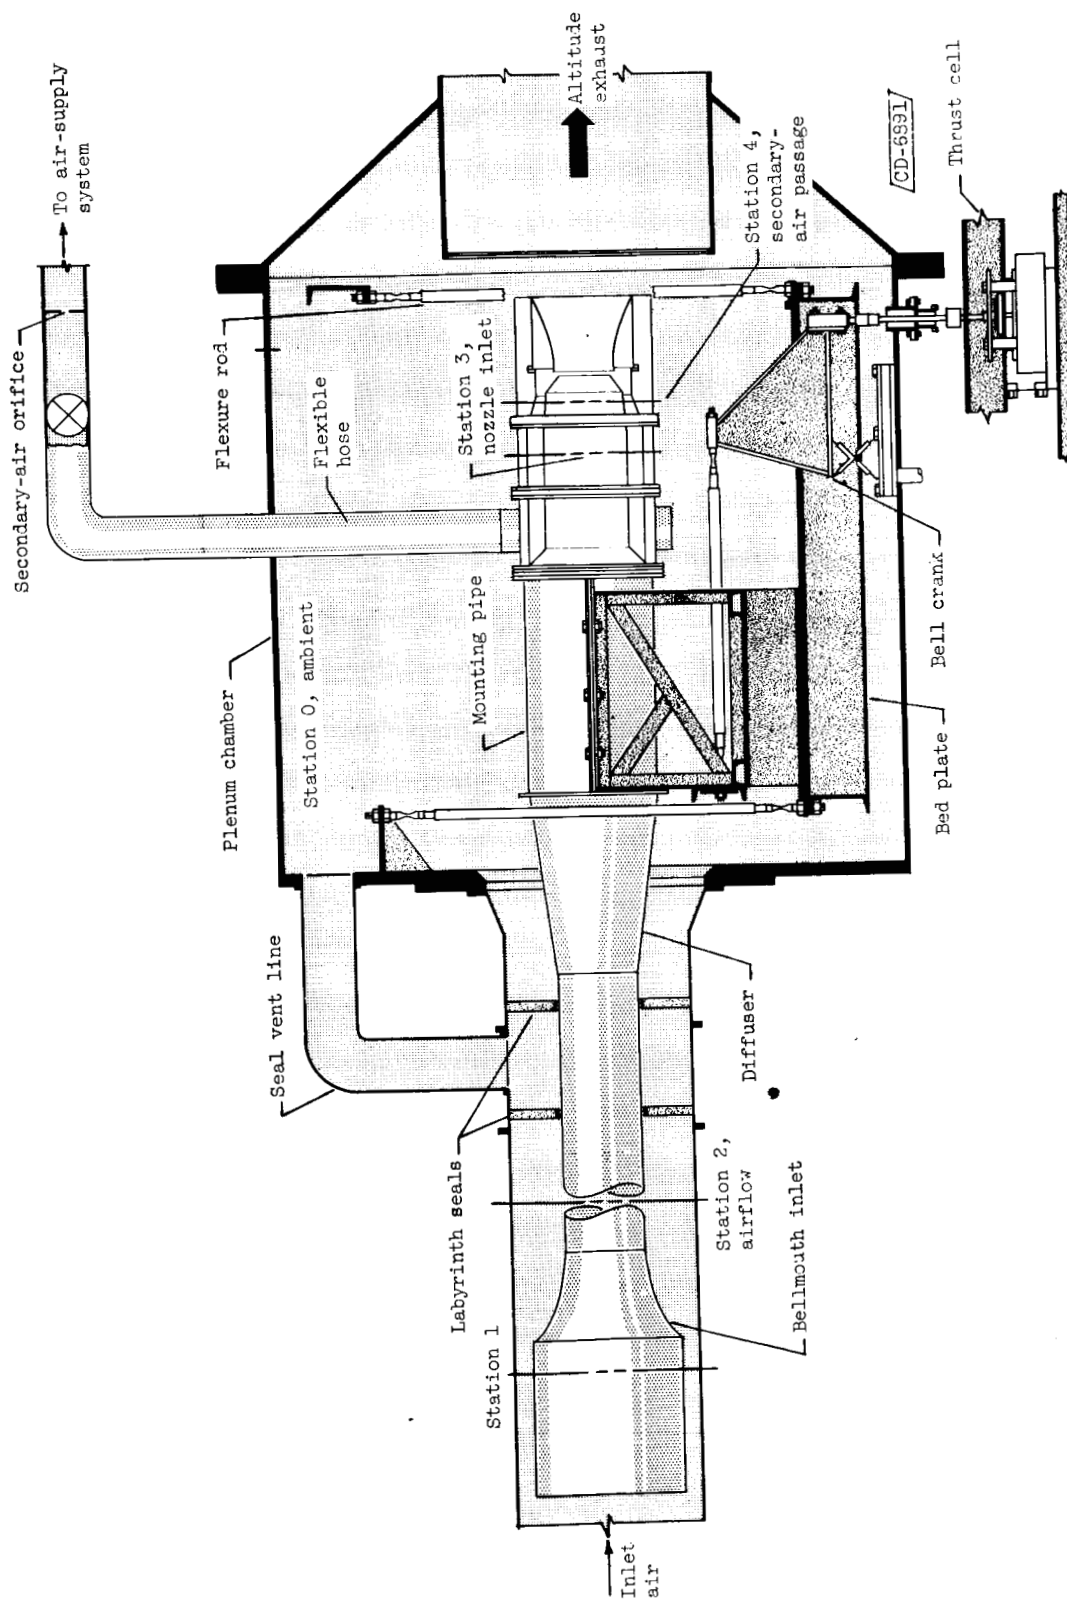 To air-supply
system
Secondary-air orifice
Altitude
exhaust
Flexure rod
Flexible
hose
Station 3,
nozzle inlet
Station 4,
secondary-
air passage
CD-6991
Thrust cell
Plenum chamber
Station 0, ambient
Mounting pipe
Bell crank
Bed plate
Seal vent line
Labyrinth seals
Diffuser
Station 2,
airflow
Station 1
Bellmouth inlet
Inlet
air